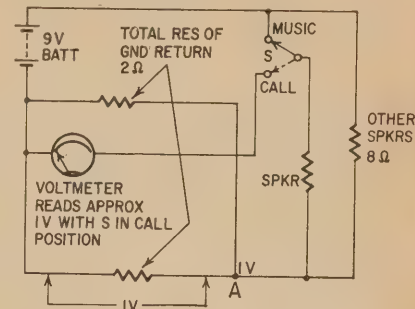 TOTAL RES OF
GND RETURN
2Ω
9V
BATT
MUSIC
S
CALL
OTHER
SPKRS
8Ω
SPKR
VOLTMETER
READS APPROX
1V WITH S IN CALL
POSITION
1V
A
1V